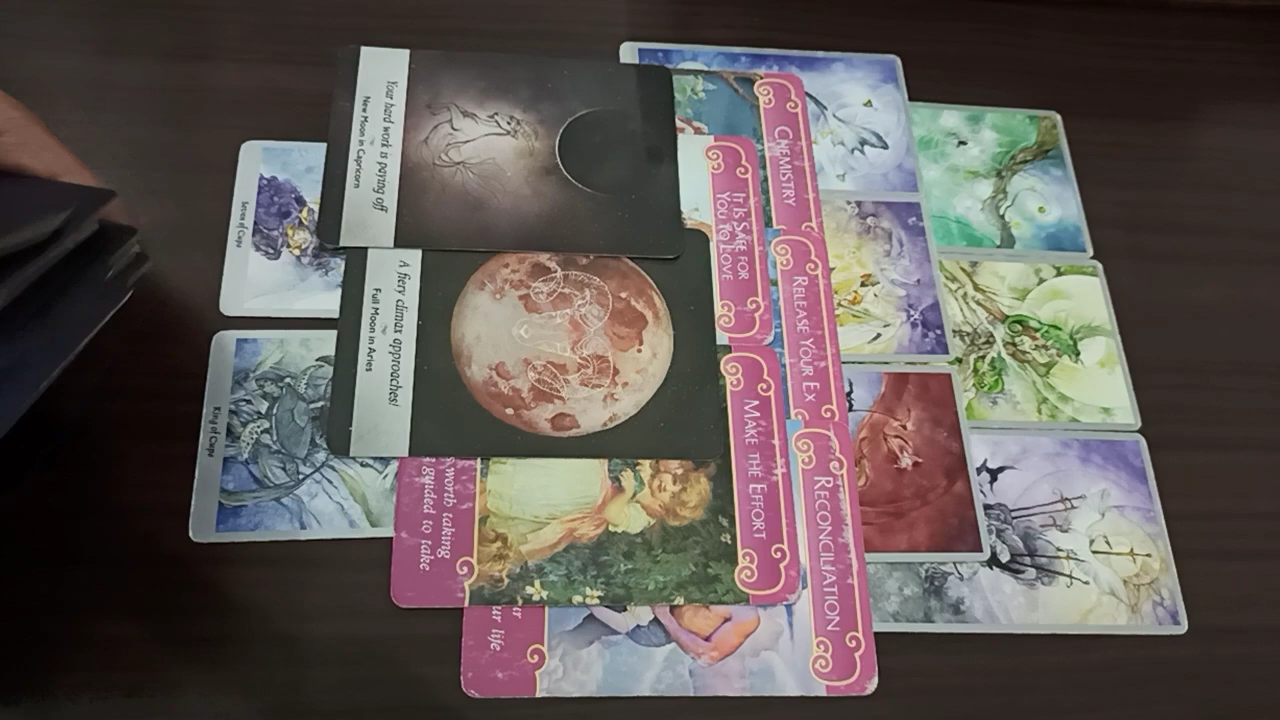 CHEMISTRY
RELEASE YOUR EX
RECONCILIATION
IT IS SAFE FOR
YOU TO LOVE
MAKE THE EFFORT
Your hard work is paying off
New Moon in Capricorn
A fiery climax approaches!
Full Moon in Aries
worth taking
guided to take.
life.
Seven of Cups
King of Cups